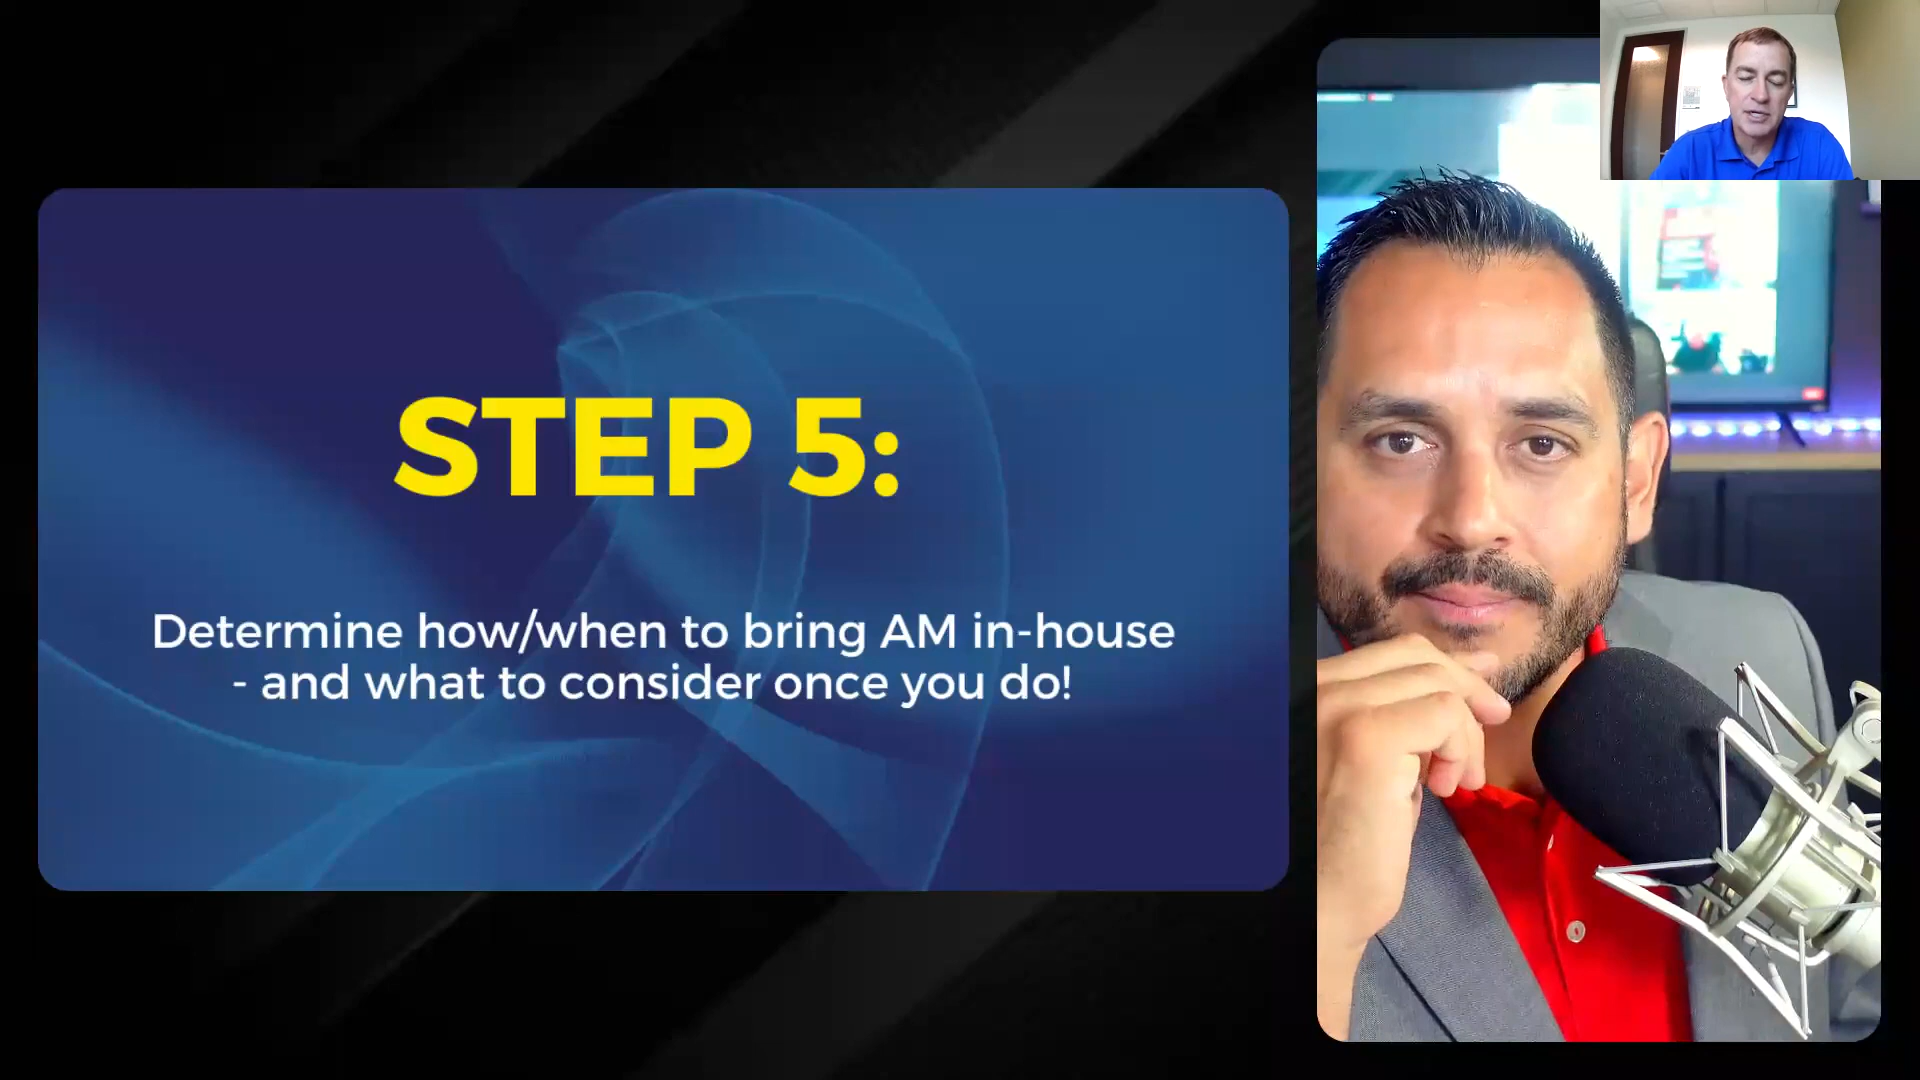 STEP 5:
Determine how/when to bring AM in-house
- and what to consider once you do!